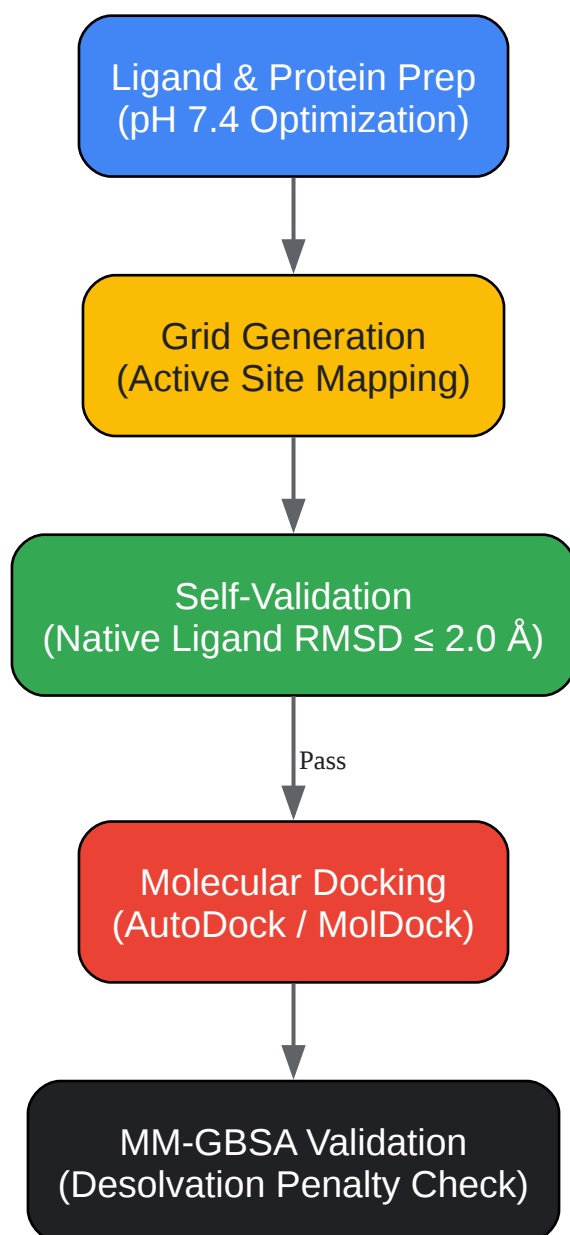 Ligand & Protein Prep
(pH 7.4 Optimization)
Grid Generation
(Active Site Mapping)
Self-Validation
(Native Ligand RMSD ≤ 2.0 Å)
Pass
Molecular Docking
(AutoDock / MolDock)
MM-GBSA Validation
(Desolvation Penalty Check)